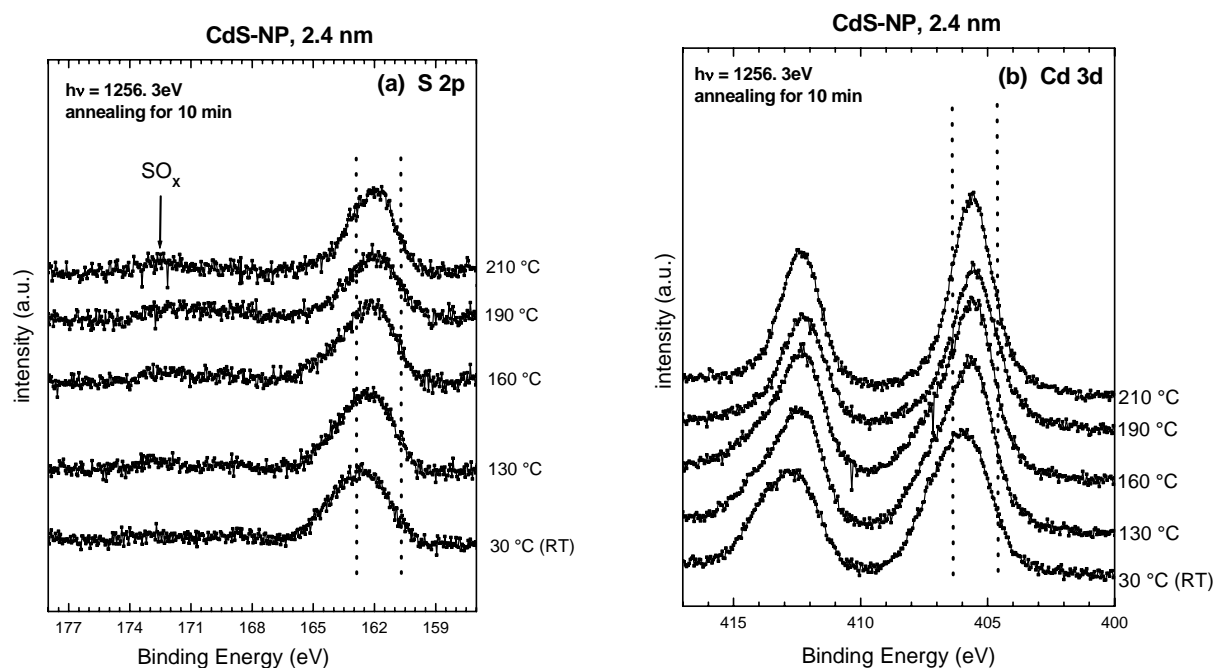 CdS-NP, 2.4 nm
hν = 1256. 3eV
annealing for 10 min
(a) S 2p
SOx
210 °C
190 °C
160 °C
130 °C
30 °C (RT)
intensity (a.u.)
177 174 171 168 165 162 159
Binding Energy (eV)
CdS-NP, 2.4 nm
hν = 1256. 3eV
annealing for 10 min
(b) Cd 3d
210 °C
190 °C
160 °C
130 °C
30 °C (RT)
intensity (a.u.)
415 410 405 400
Binding Energy (eV)